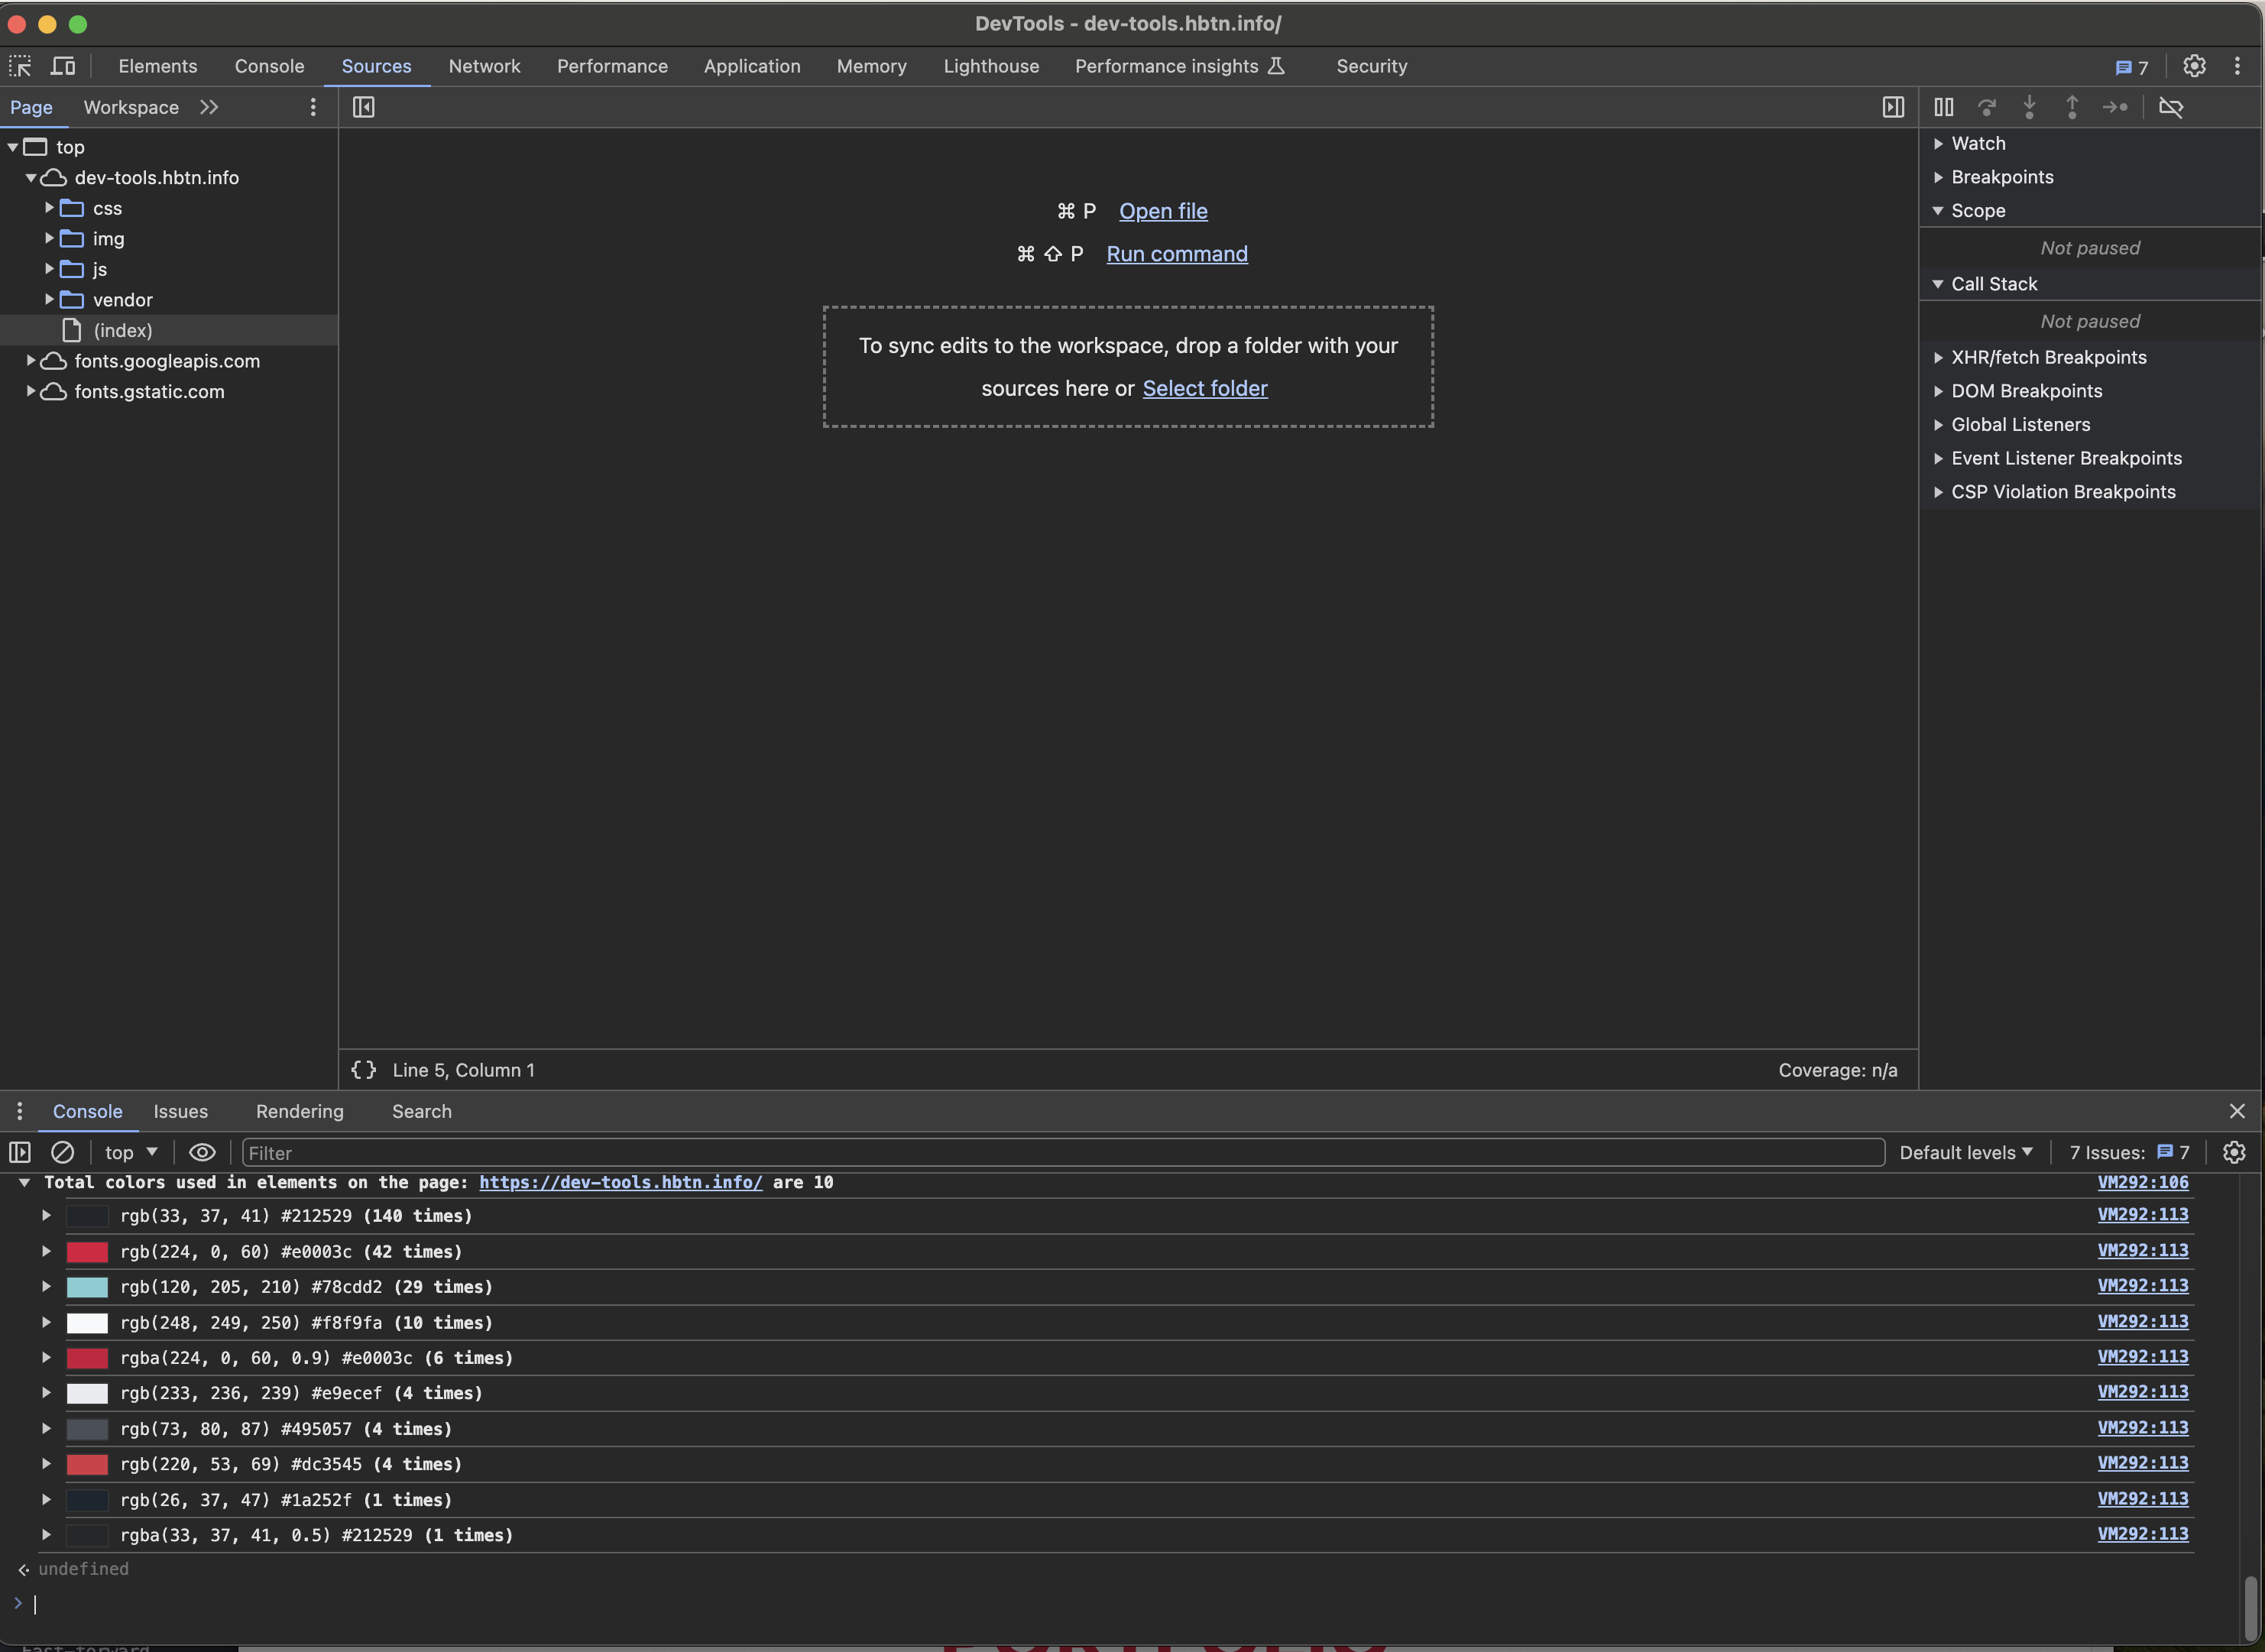 DevTools - dev-tools.hbtn.info/
Elements Console Sources Network Performance Application Memory Lighthouse Performance insights Security 7
Page Workspace
top
dev-tools.hbtn.info
css
img
js
vendor
(index)
fonts.googleapis.com
fonts.gstatic.com
⌘ P Open file
⌘ ⇧ P Run command
To sync edits to the workspace, drop a folder with your
sources here or Select folder
Watch
Breakpoints
Scope
Not paused
Call Stack
Not paused
XHR/fetch Breakpoints
DOM Breakpoints
Global Listeners
Event Listener Breakpoints
CSP Violation Breakpoints
{ } Line 5, Column 1 Coverage: n/a
Console Issues Rendering Search
top Filter Default levels 7 Issues: 7
Total colors used in elements on the page: https://dev-tools.hbtn.info/ are 10 VM292:106
rgb(33, 37, 41) #212529 (140 times) VM292:113
rgb(224, 0, 60) #e0003c (42 times) VM292:113
rgb(120, 205, 210) #78cdd2 (29 times) VM292:113
rgb(248, 249, 250) #f8f9fa (10 times) VM292:113
rgba(224, 0, 60, 0.9) #e0003c (6 times) VM292:113
rgb(233, 236, 239) #e9ecef (4 times) VM292:113
rgb(73, 80, 87) #495057 (4 times) VM292:113
rgb(220, 53, 69) #dc3545 (4 times) VM292:113
rgb(26, 37, 47) #1a252f (1 times) VM292:113
rgba(33, 37, 41, 0.5) #212529 (1 times) VM292:113
undefined
Fast-forward PORTFOLIO